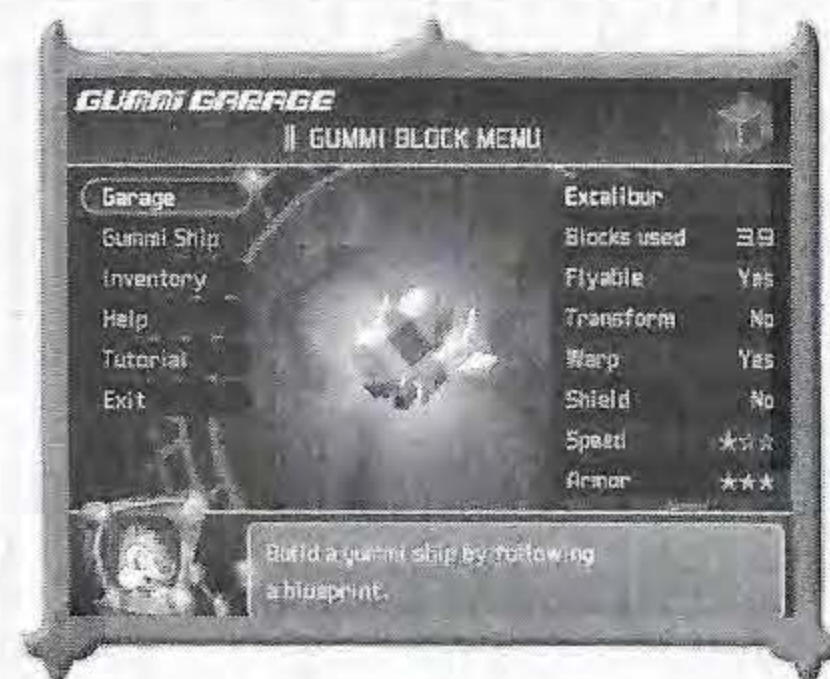 GUMMI GARAGE
GUMMI BLOCK MENU
Garage
Gummi Ship
Inventory
Help
Tutorial
Exit
Excalibur
Blocks used 39
Flyable Yes
Transform No
Warp Yes
Shield No
Speed ★☆☆
Armor ★★★
Build a gummi ship by following
a blueprint.